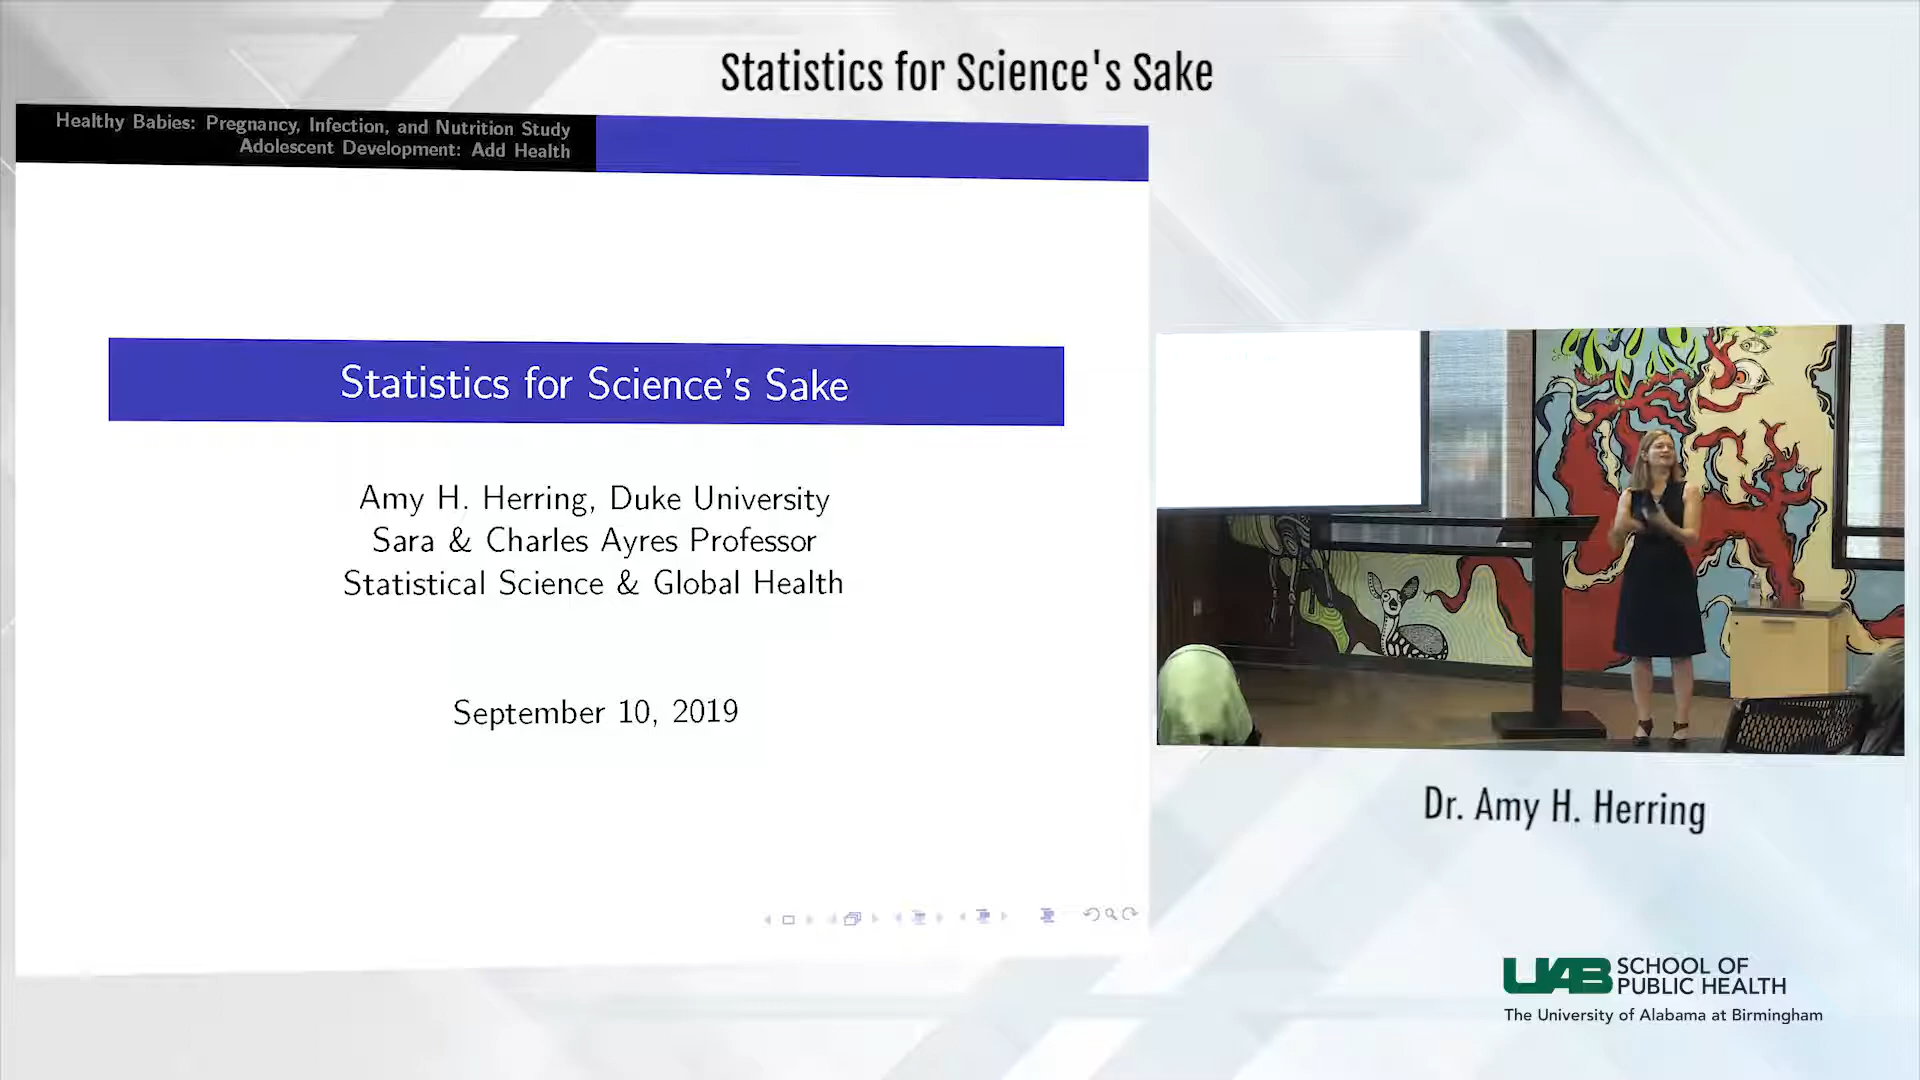 Statistics for Science's Sake
Healthy Babies: Pregnancy, Infection, and Nutrition Study
Adolescent Development: Add Health
Statistics for Science's Sake
Amy H. Herring, Duke University
Sara & Charles Ayres Professor
Statistical Science & Global Health
September 10, 2019
Dr. Amy H. Herring
UAB SCHOOL OF
PUBLIC HEALTH
The University of Alabama at Birmingham